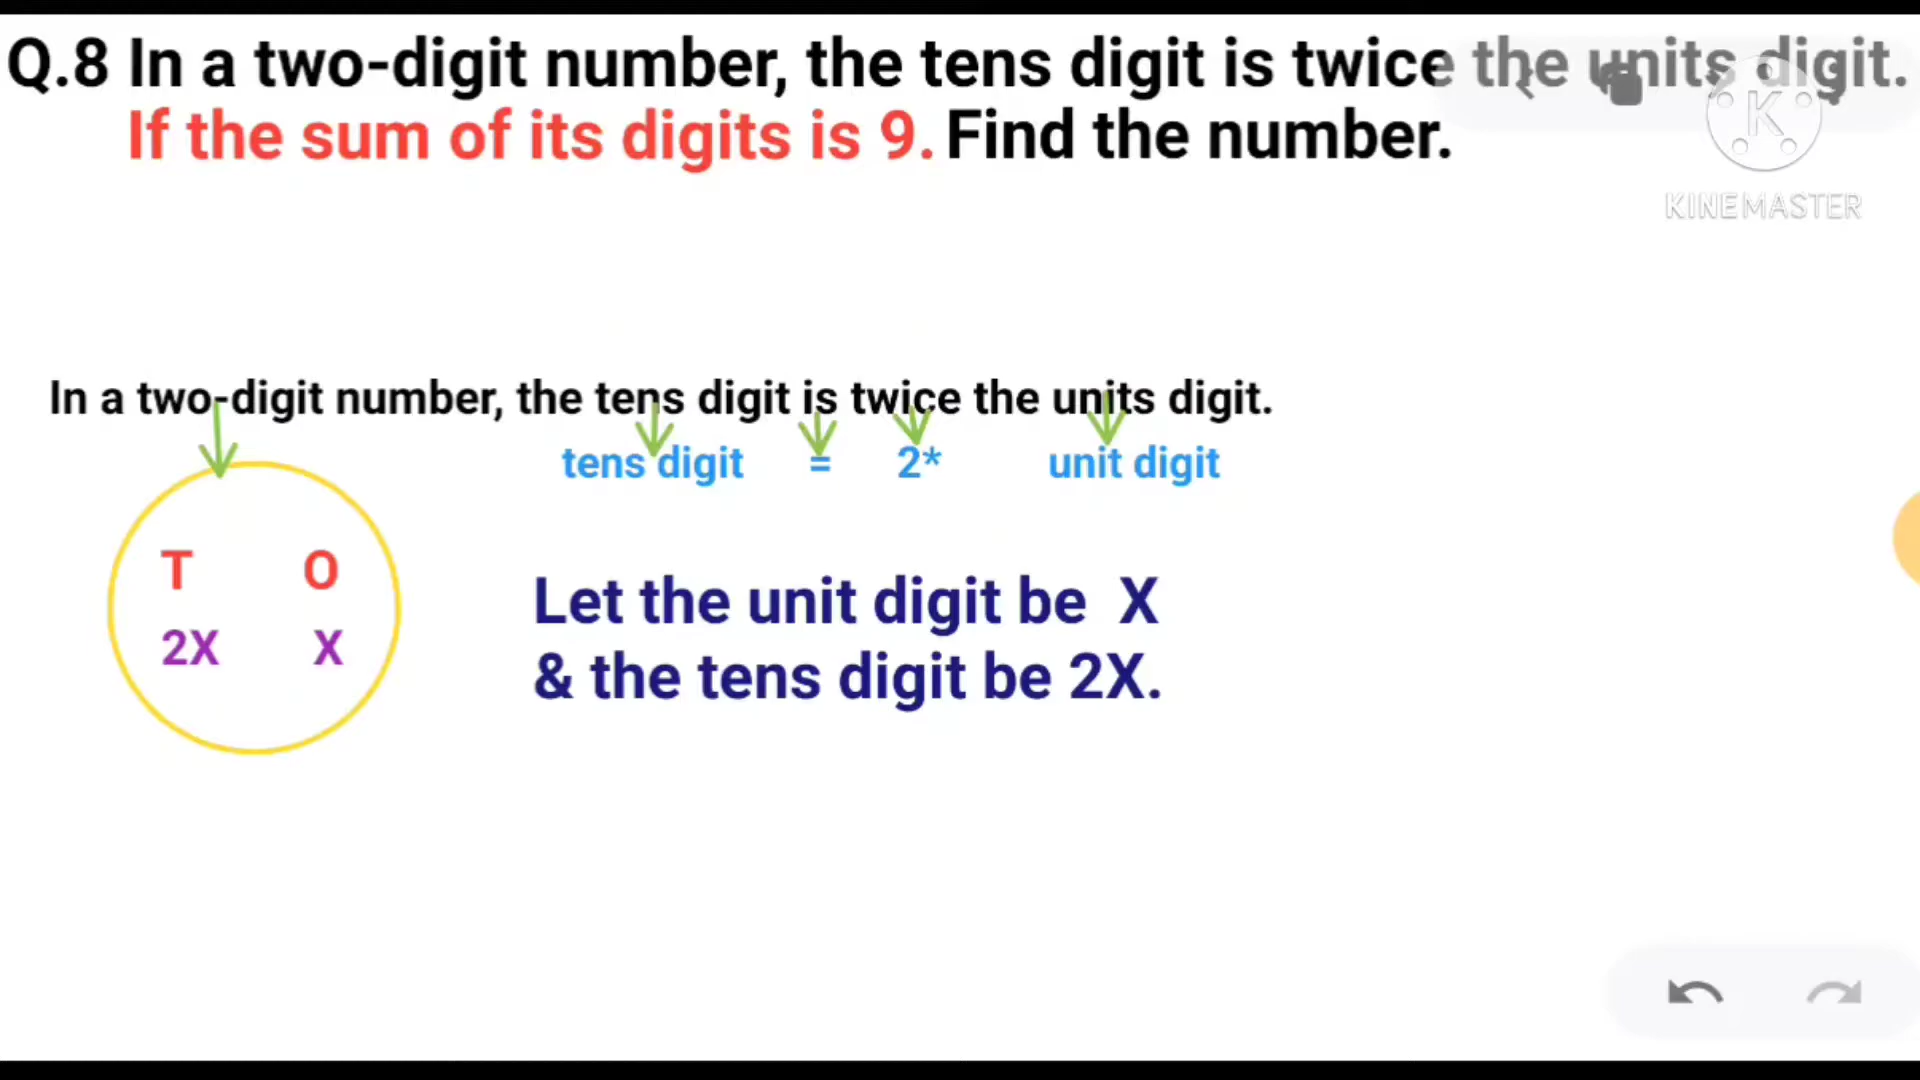 Q.8 In a two-digit number, the tens digit is twice the units digit.
If the sum of its digits is 9. Find the number.
KINEMASTER
In a two-digit number, the tens digit is twice the units digit.
tens digit = 2* unit digit
T O
2X X
Let the unit digit be X
& the tens digit be 2X.